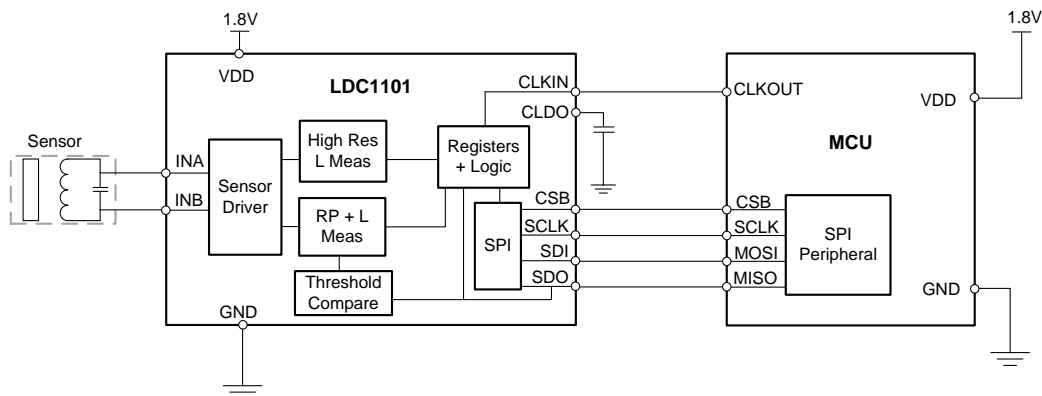 1.8V
VDD
LDC1101
CLKIN
CLDO
Sensor
INA
INB
Sensor
Driver
High Res
L Meas
Registers
+ Logic
RP + L
Meas
Threshold
Compare
SPI
CSB
SCLK
SDI
SDO
GND
1.8V
CLKOUT
VDD
MCU
CSB
SCLK
MOSI
MISO
SPI
Peripheral
GND